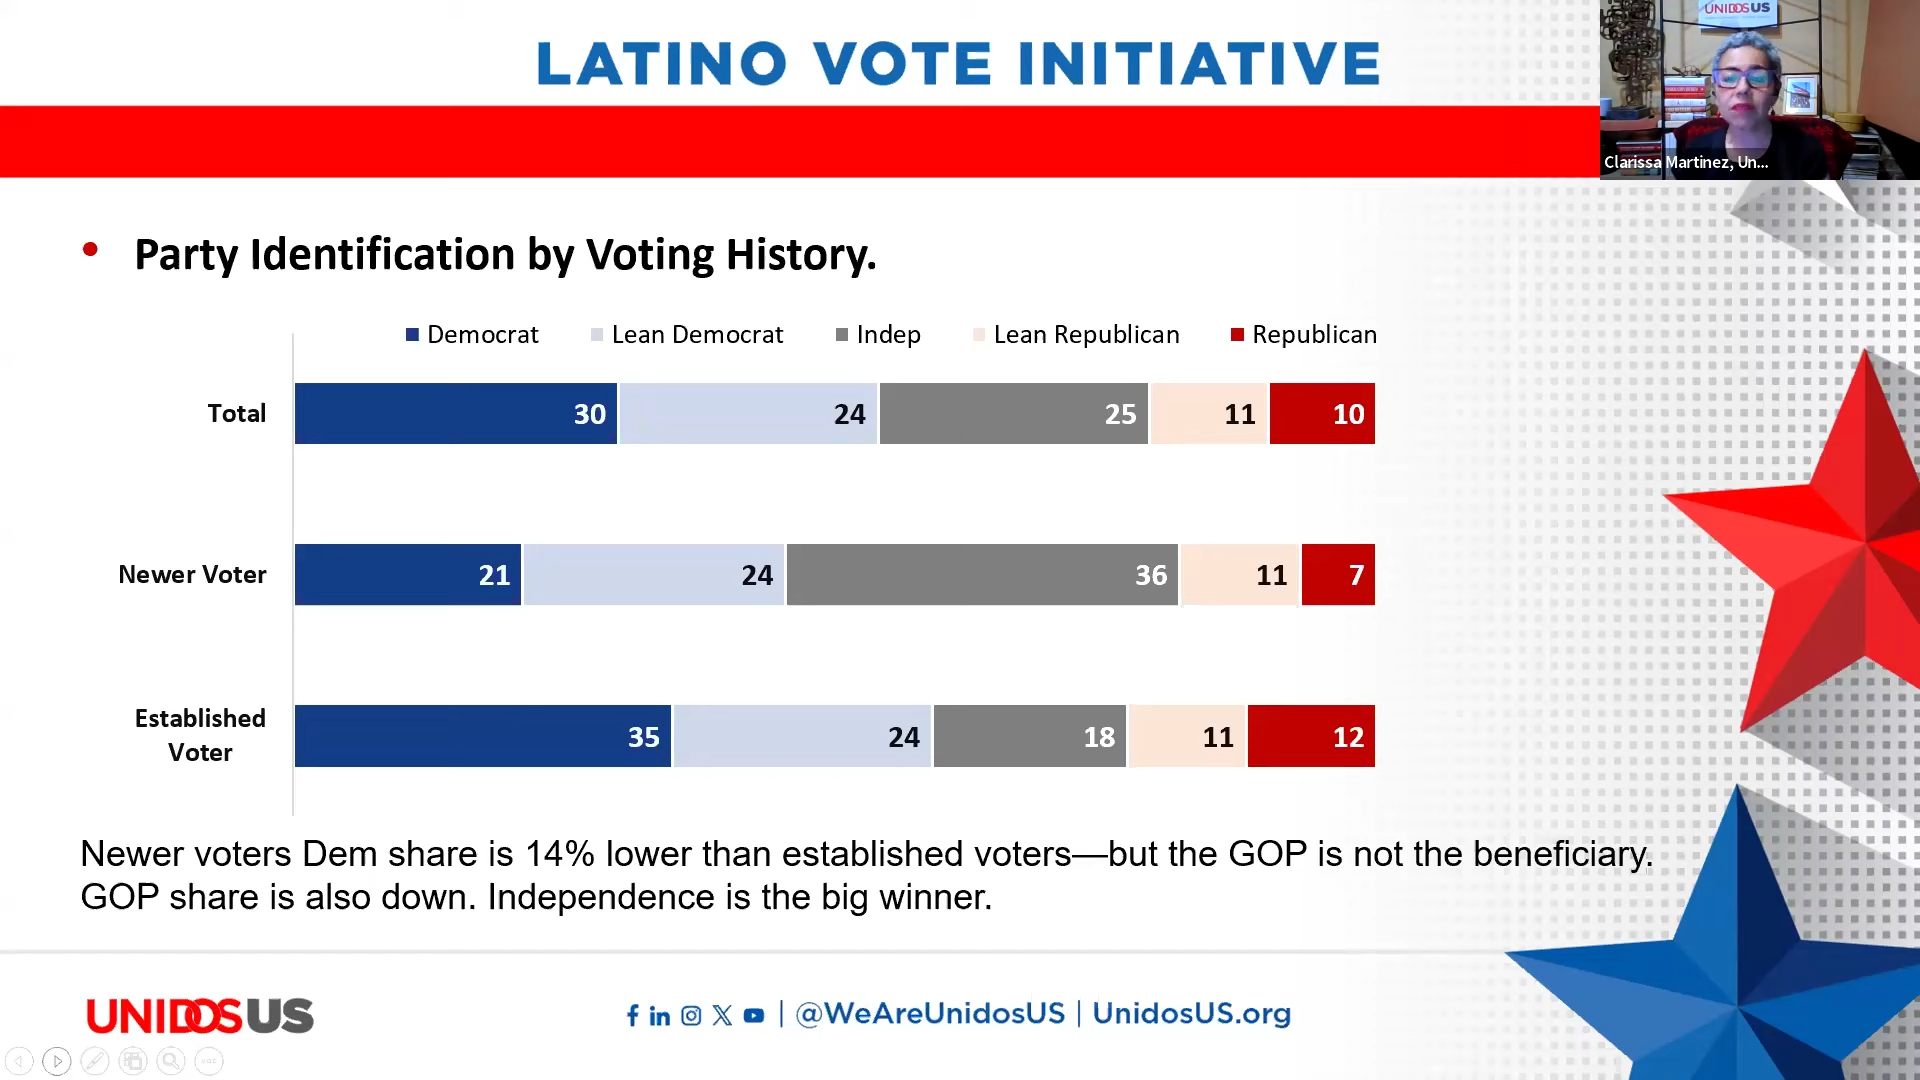 LATINO VOTE INITIATIVE
UNIDOSUS
Clarissa Martinez, Un...
• Party Identification by Voting History.
Democrat Lean Democrat Indep Lean Republican Republican
Total 30 24 25 11 10
Newer Voter 21 24 36 11 7
Established
Voter
35 24 18 11 12
Newer voters Dem share is 14% lower than established voters—but the GOP is not the beneficiary.
GOP share is also down. Independence is the big winner.
UNIDOSUS
| @WeAreUnidosUS | UnidosUS.org